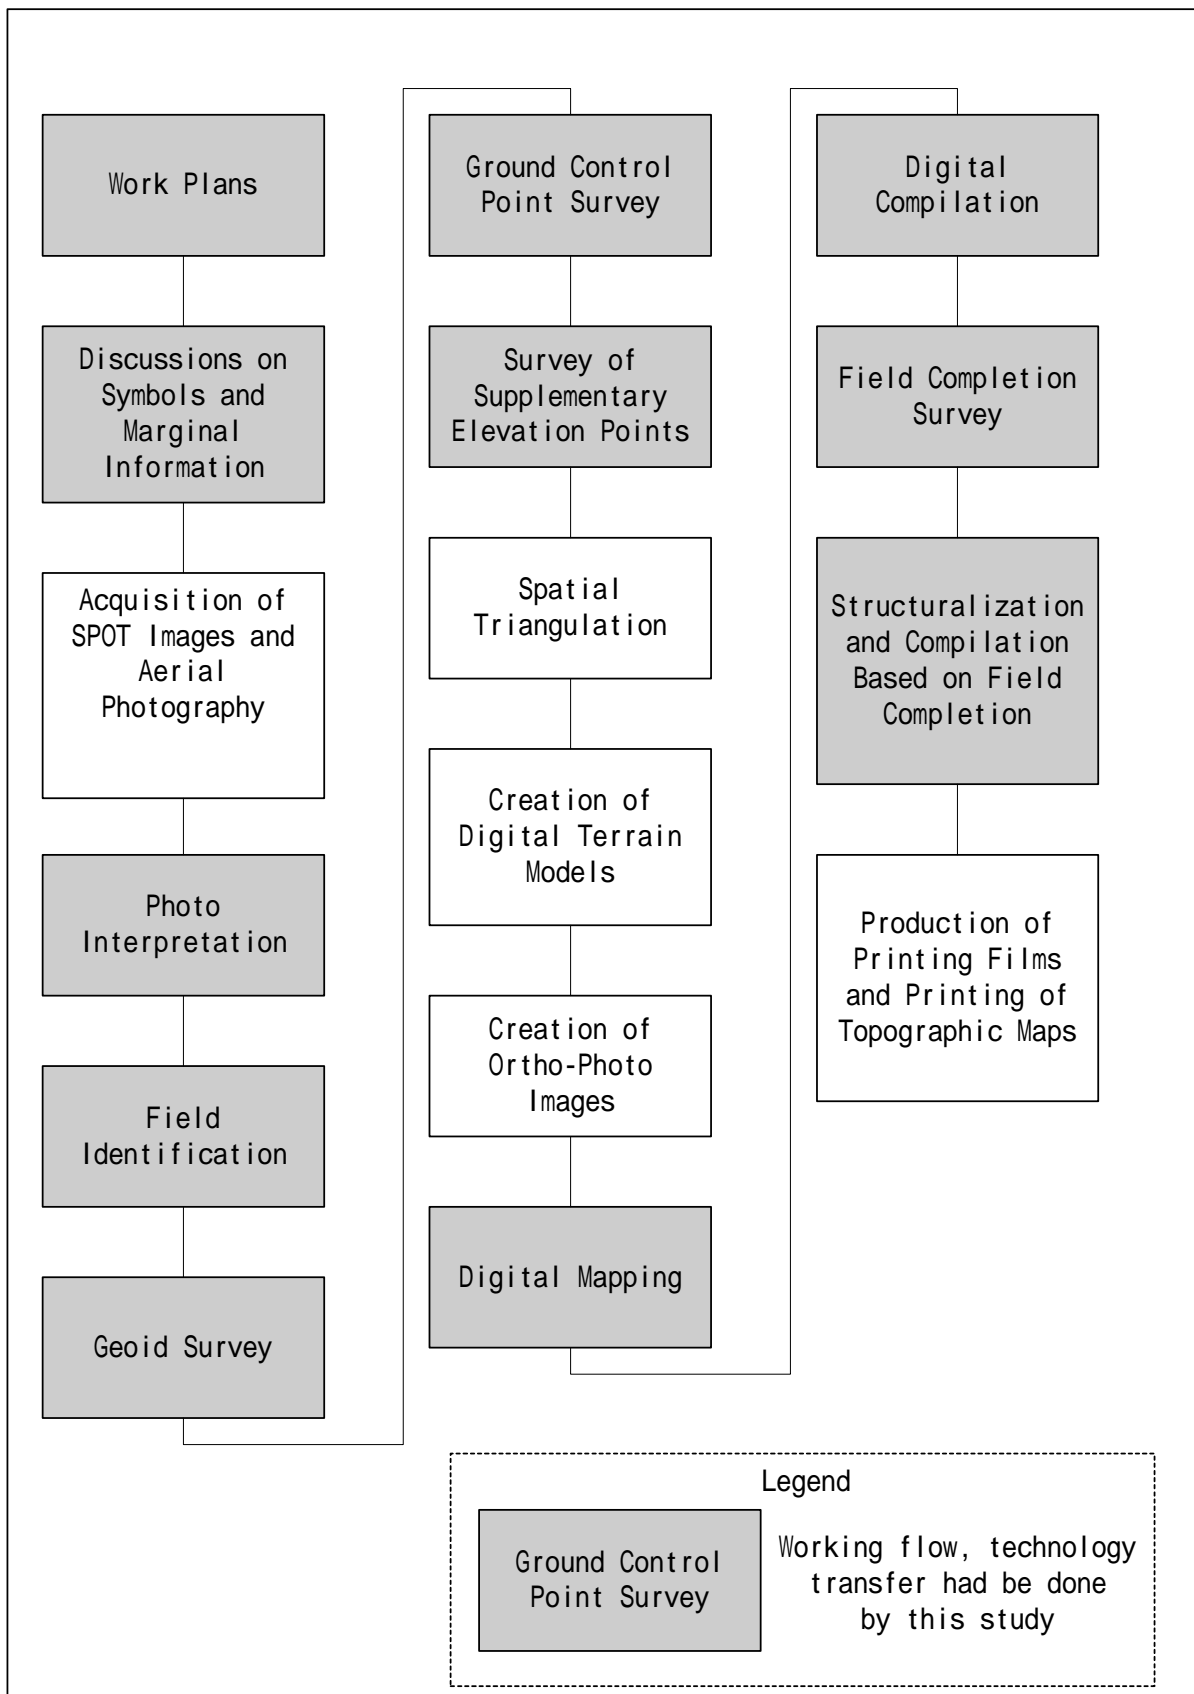 Work Plans
Discussions on
Symbols and
Marginal
Information
Acquisition of
SPOT Images and
Aerial
Photography
Photo
Interpretation
Field
Identification
Geoid Survey
Ground Control
Point Survey
Survey of
Supplementary
Elevation Points
Spatial
Triangulation
Creation of
Digital Terrain
Models
Creation of
Ortho-Photo
Images
Digital Mapping
Digital
Compilation
Field Completion
Survey
Structuralization
and Compilation
Based on Field
Completion
Production of
Printing Films
and Printing of
Topographic Maps
Legend
Ground Control
Point Survey
Working flow, technology
transfer had be done
by this study